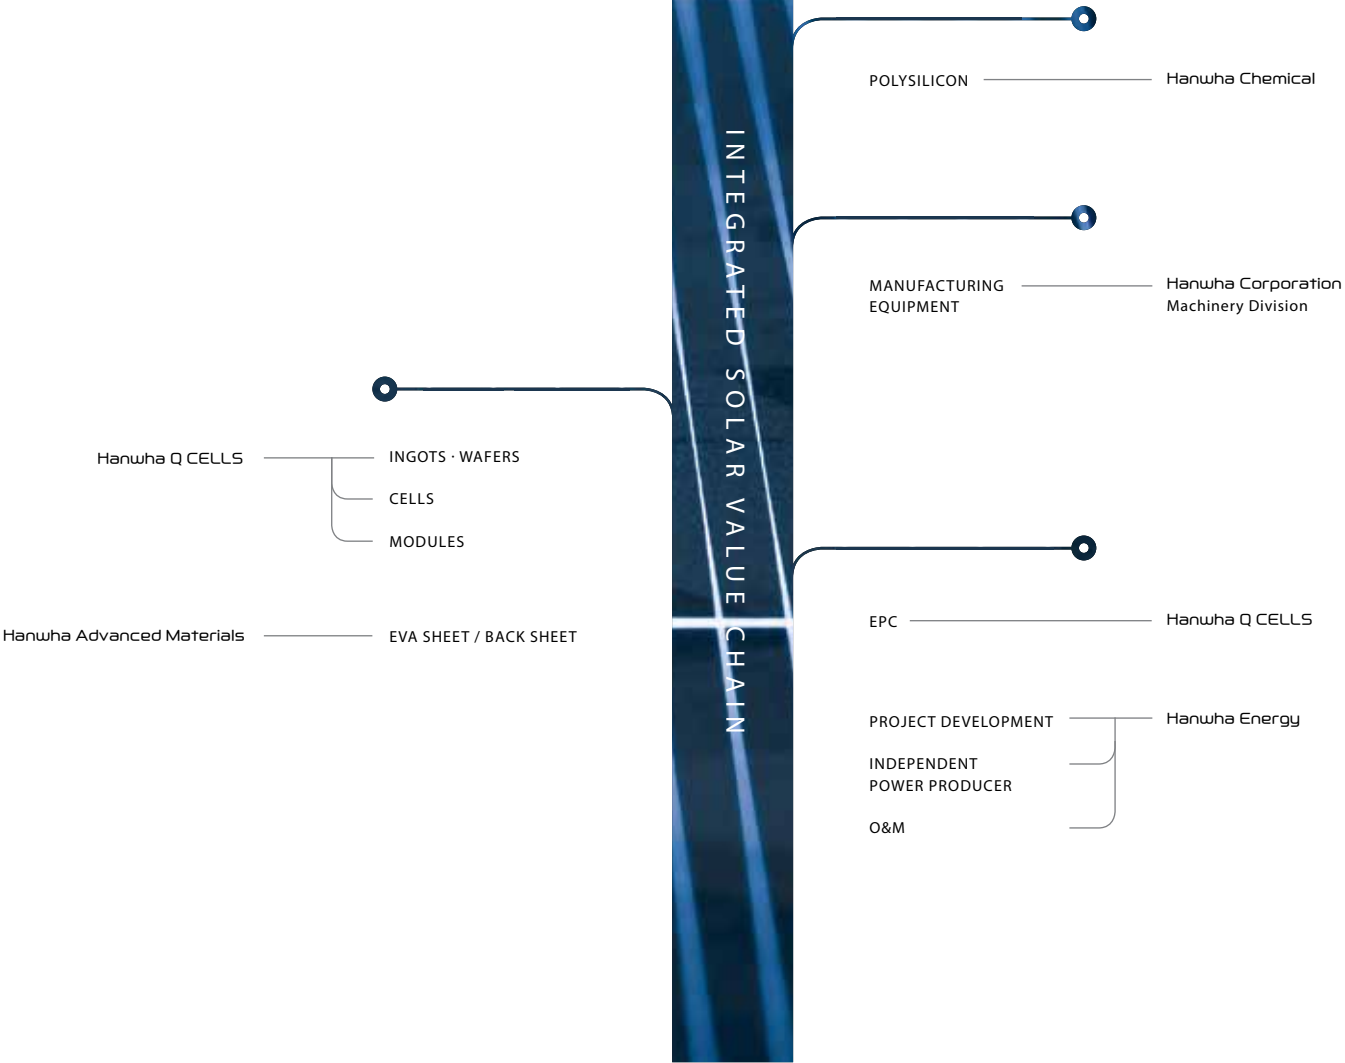 INTEGRATED SOLAR VALUE CHAIN
POLYSILICON
Hanwha Chemical
MANUFACTURING
EQUIPMENT
Hanwha Corporation
Machinery Division
Hanwha Q CELLS
INGOTS · WAFERS
CELLS
MODULES
Hanwha Advanced Materials
EVA SHEET / BACK SHEET
EPC
Hanwha Q CELLS
PROJECT DEVELOPMENT
Hanwha Energy
INDEPENDENT
POWER PRODUCER
O&M